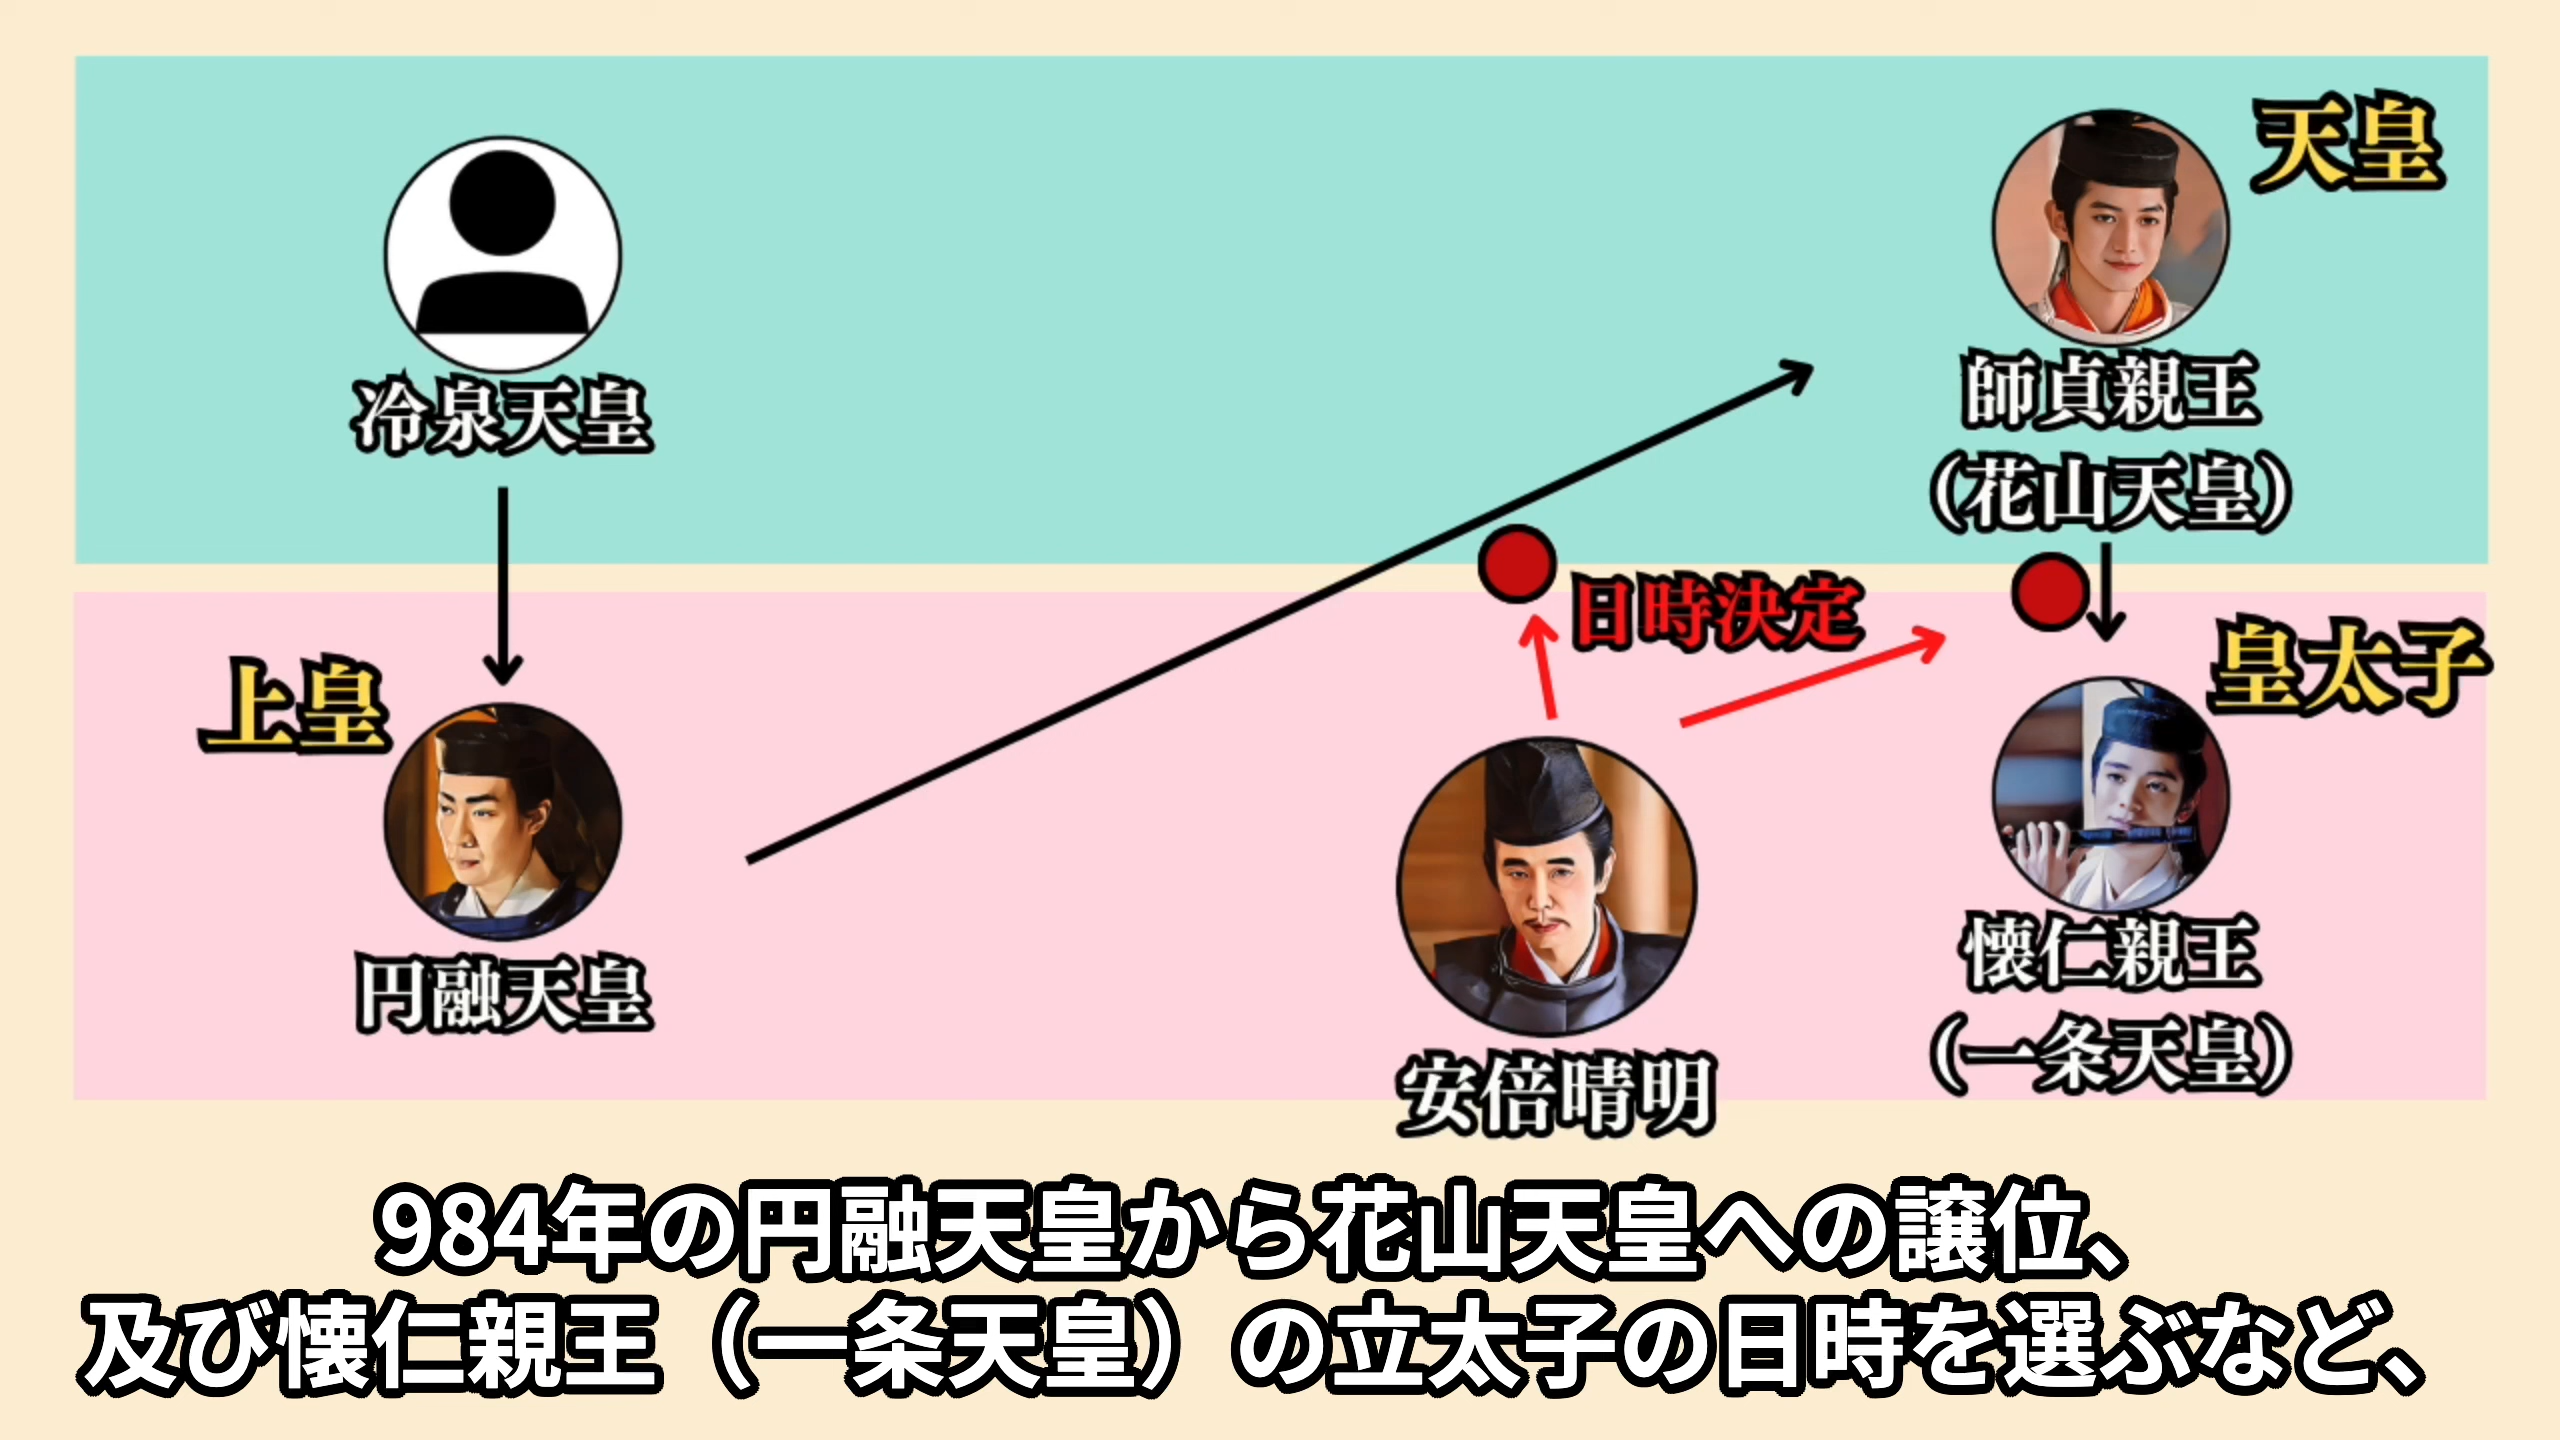 天皇
冷泉天皇
師貞親王
（花山天皇）
日時決定
上皇
皇太子
円融天皇
安倍晴明
懐仁親王
（一条天皇）
984年の円融天皇から花山天皇への譲位、
及び懐仁親王（一条天皇）の立太子の日時を選ぶなど、